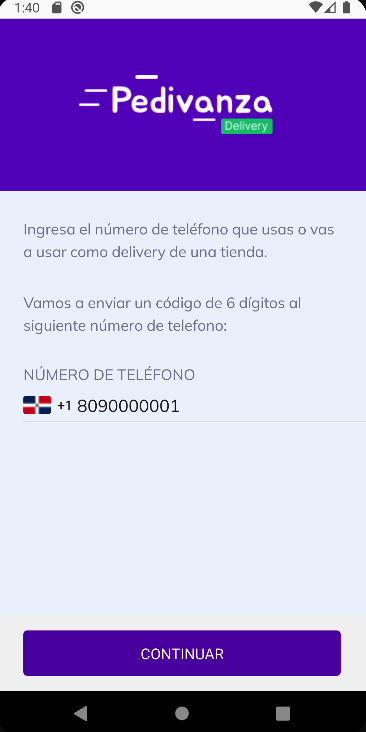 1:40
Pedivanza
Delivery
Ingresa el número de teléfono que usas o vas
a usar como delivery de una tienda.
Vamos a enviar un código de 6 dígitos al
siguiente número de telefono:
NÚMERO DE TELÉFONO
+1 8090000001
CONTINUAR